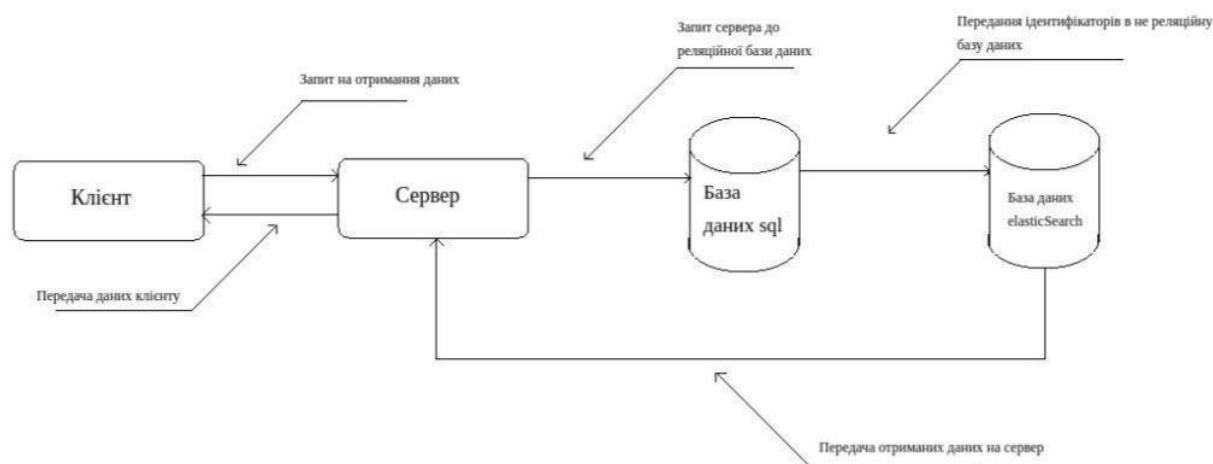 Запит сервера до
реляційної бази даних
Передання ідентифікаторів в не реляційну
базу даних
Запит на отримання даних
Клієнт
Сервер
База
даних sql
База даних
elasticSearch
Передача даних клієнту
Передача отриманих даних на сервер